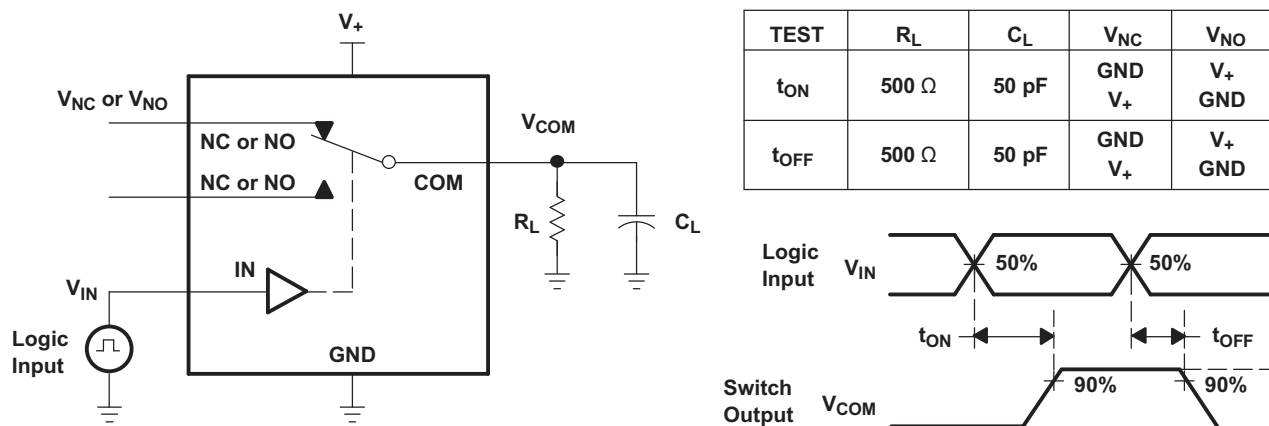 V+
VNC or VNO
NC or NO
VCOM
COM
NC or NO
RL
CL
IN
VIN
Logic
Input
GND
TEST RL CL VNC VNO
tON 500 Ω 50 pF GND V+
V+ GND
tOFF 500 Ω 50 pF GND V+
V+ GND
Logic
Input
VIN
50%
50%
tON
tOFF
Switch
Output
VCOM
90%
90%